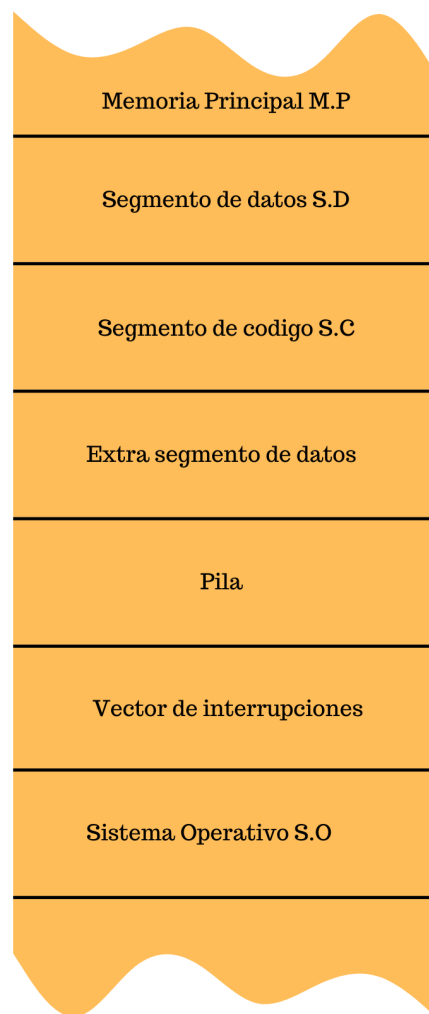 Memoria Principal M.P
Segmento de datos S.D
Segmento de codigo S.C
Extra segmento de datos
Pila
Vector de interrupciones
Sistema Operativo S.O